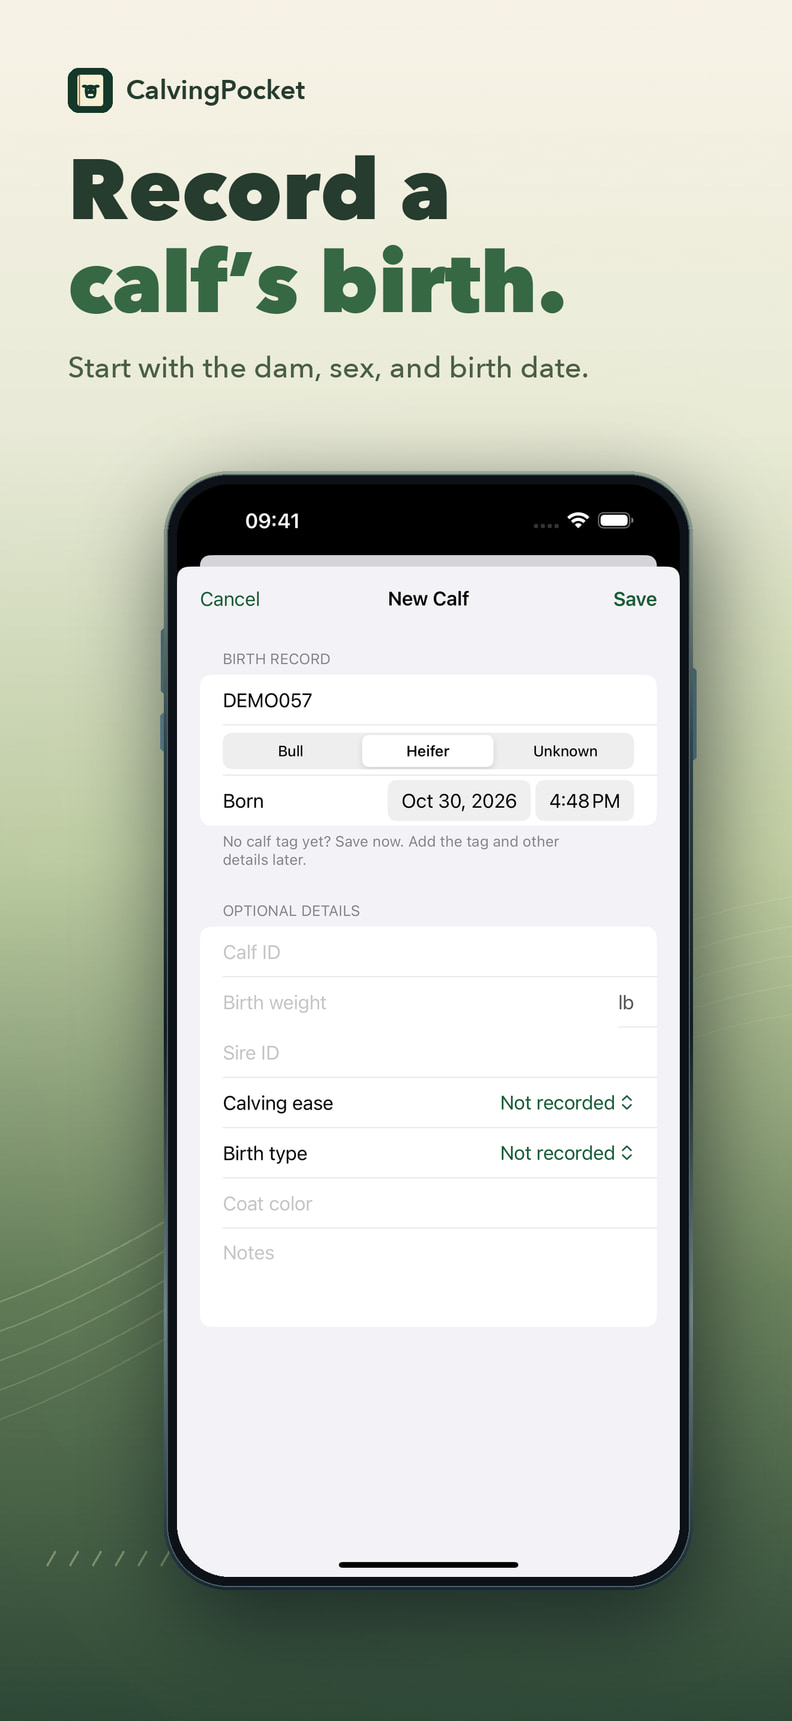 CalvingPocket
Record a
calf’s birth.
Start with the dam, sex, and birth date.
09:41
Cancel New Calf Save
BIRTH RECORD
DEMO057
Bull Heifer Unknown
Born Oct 30, 2026 4:48 PM
No calf tag yet? Save now. Add the tag and other
details later.
OPTIONAL DETAILS
Calf ID
Birth weight lb
Sire ID
Calving ease Not recorded
Birth type Not recorded
Coat color
Notes